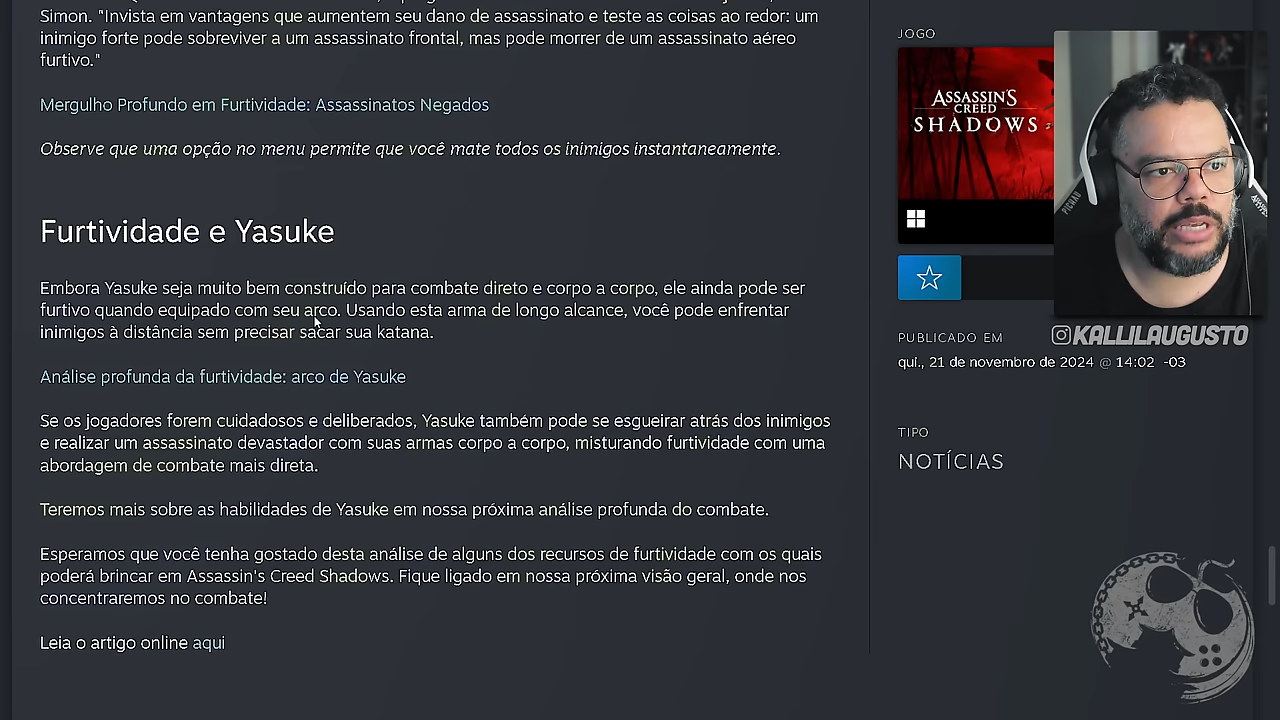 Simon. "Invista em vantagens que aumentem seu dano de assassinato e teste as coisas ao redor: um
inimigo forte pode sobreviver a um assassinato frontal, mas pode morrer de um assassinato aéreo
furtivo."
Mergulho Profundo em Furtividade: Assassinatos Negados
Observe que uma opção no menu permite que você mate todos os inimigos instantaneamente.
Furtividade e Yasuke
Embora Yasuke seja muito bem construído para combate direto e corpo a corpo, ele ainda pode ser
furtivo quando equipado com seu arco. Usando esta arma de longo alcance, você pode enfrentar
inimigos à distância sem precisar sacar sua katana.
Análise profunda da furtividade: arco de Yasuke
Se os jogadores forem cuidadosos e deliberados, Yasuke também pode se esgueirar atrás dos inimigos
e realizar um assassinato devastador com suas armas corpo a corpo, misturando furtividade com uma
abordagem de combate mais direta.
Teremos mais sobre as habilidades de Yasuke em nossa próxima análise profunda do combate.
Esperamos que você tenha gostado desta análise de alguns dos recursos de furtividade com os quais
poderá brincar em Assassin's Creed Shadows. Fique ligado em nossa próxima visão geral, onde nos
concentraremos no combate!
Leia o artigo online aqui
JOGO
ASSASSIN'S
CREED
SHADOWS
PICHAU
KALLILAUGUSTO
PUBLICADO EM
qui., 21 de novembro de 2024 @ 14:02 -03
TIPO
NOTÍCIAS